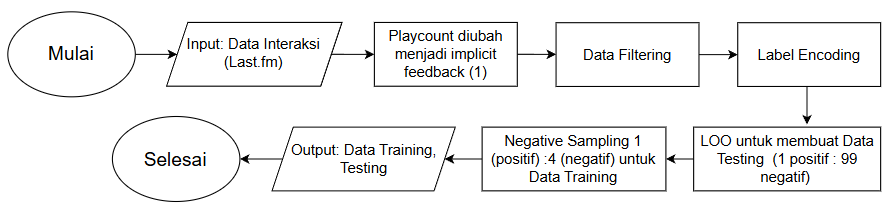 Mulai
Input: Data Interaksi
(Last.fm)
Playcount diubah
menjadi implicit
feedback (1)
Data Filtering
Label Encoding
LOO untuk membuat Data
Testing (1 positif : 99
negatif)
Negative Sampling 1
(positif) :4 (negatif) untuk
Data Training
Output: Data Training,
Testing
Selesai